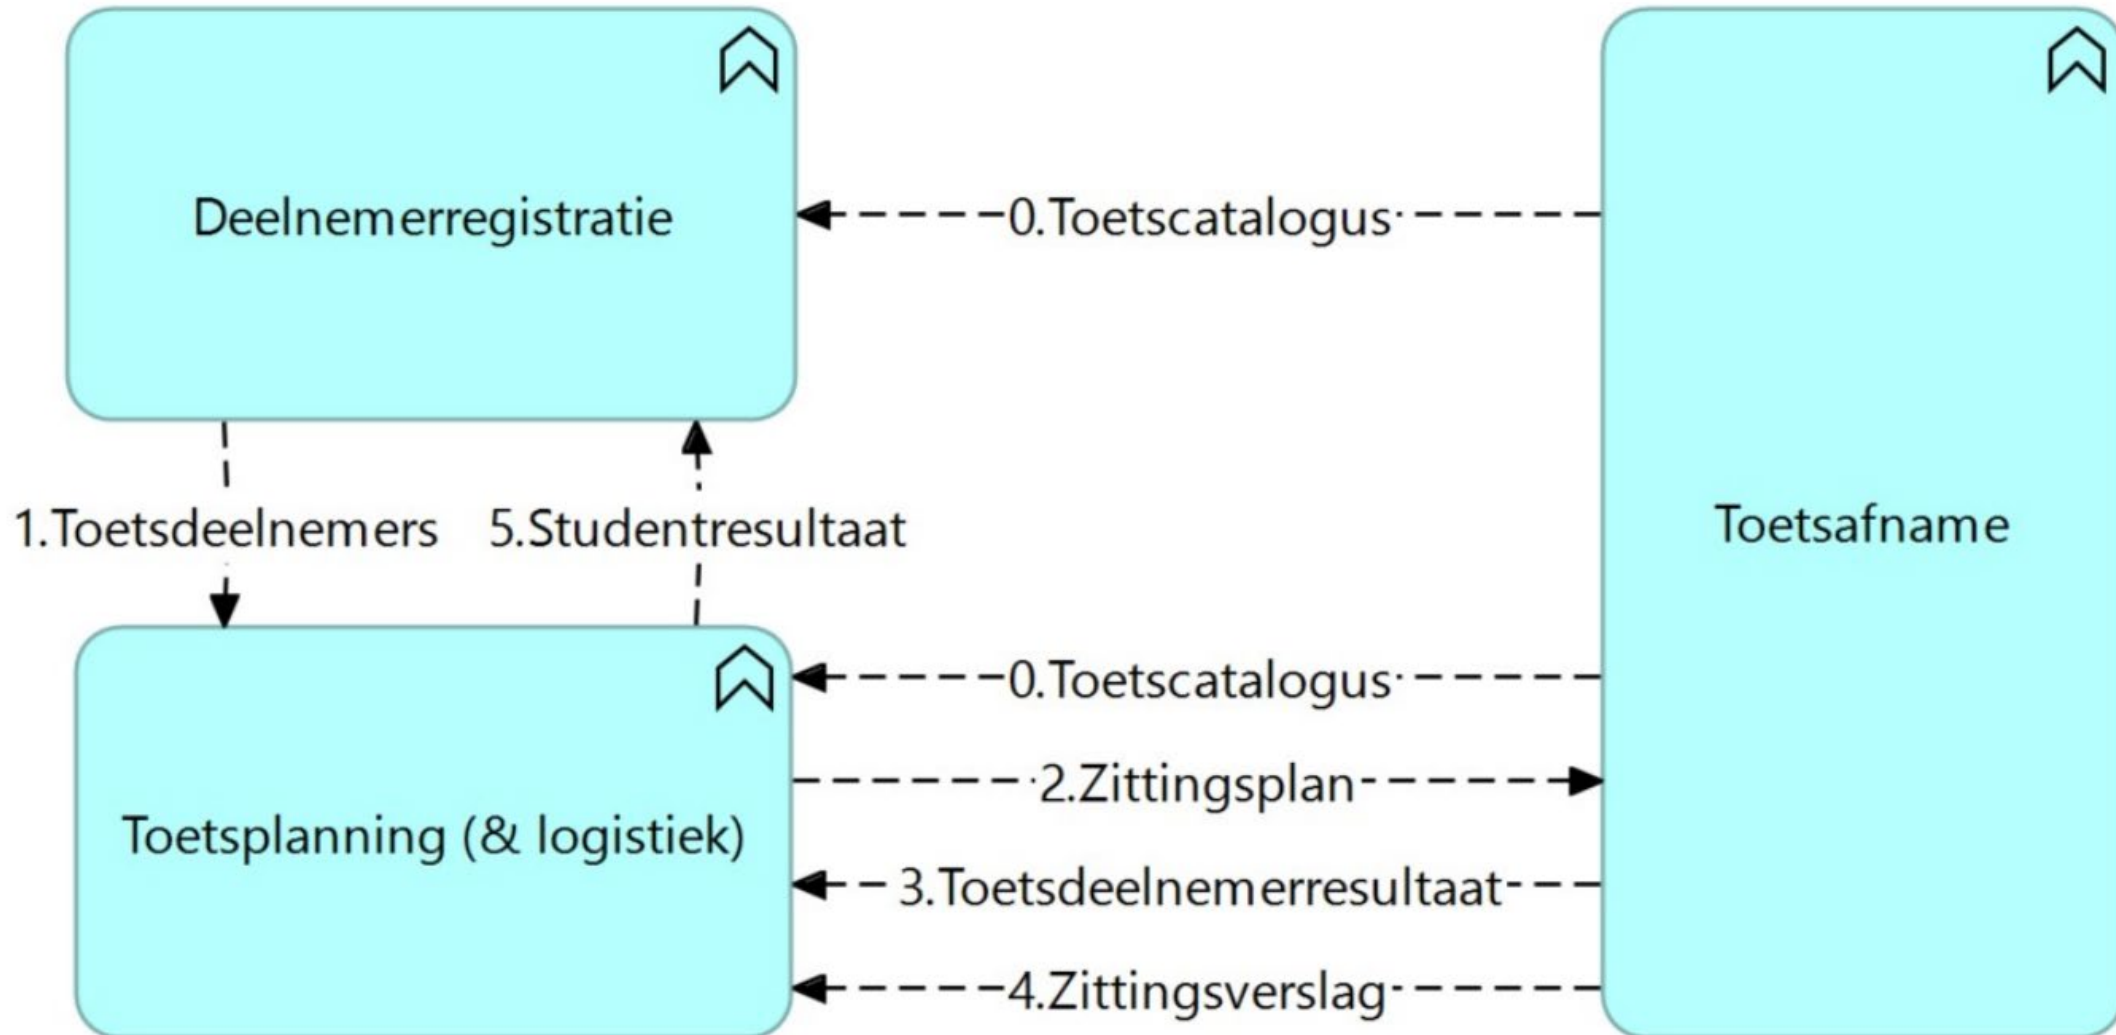 Deelnemerregistratie
0.Toetscatalogus
1.Toetsdeelnemers
5.Studentresultaat
Toetsafname
0.Toetscatalogus
2.Zittingsplan
Toetsplanning (& logistiek)
3.Toetsdeelnemerresultaat
4.Zittingsverslag